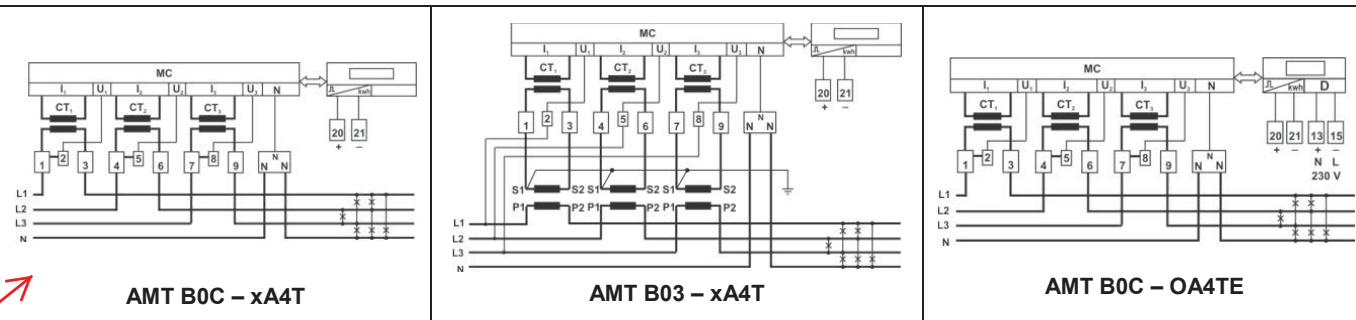 MC
I₁ U₁ I₂ U₂ I₃ U₃ N
kwh
CT₁ CT₂ CT₃
20 21
+ –
1 2 3 4 5 6 7 8 9 N N N
L1
L2
L3
N
AMT B0C – xA4T
MC
I₁ U₁ I₂ U₂ I₃ U₃ N
kwh
CT₁ CT₂ CT₃
20 21
+ –
1 2 3 4 5 6 7 8 9 N N N
S1 S2 S1 S2 S1 S2
P1 P2 P1 P2 P1 P2
L1
L2
L3
N
AMT B03 – xA4T
MC
I₁ U₁ I₂ U₂ I₃ U₃ N
kwh D
CT₁ CT₂ CT₃
20 21 13 15
+ – + –
N L
230 V
1 2 3 4 5 6 7 8 9 N N N
L1
L2
L3
N
AMT B0C – OA4TE